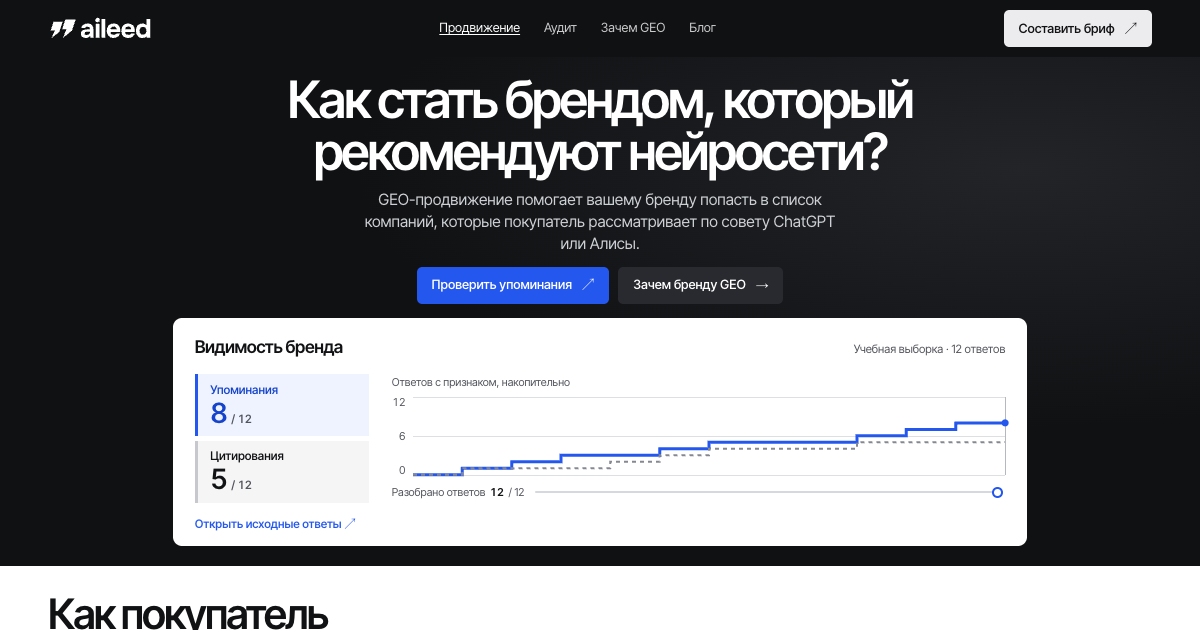 aileed
Продвижение
Аудит
Зачем GEO
Блог
Составить бриф ↗
Как стать брендом, который
рекомендуют нейросети?
GEO-продвижение помогает вашему бренду попасть в список
компаний, которые покупатель рассматривает по совету ChatGPT
или Алисы.
Проверить упоминания ↗
Зачем бренду GEO →
Видимость бренда
Учебная выборка · 12 ответов
Упоминания
8 / 12
Цитирования
5 / 12
Открыть исходные ответы ↗
Ответов с признаком, накопительно
12
6
0
Разобрано ответов 12 / 12
Как покупатель